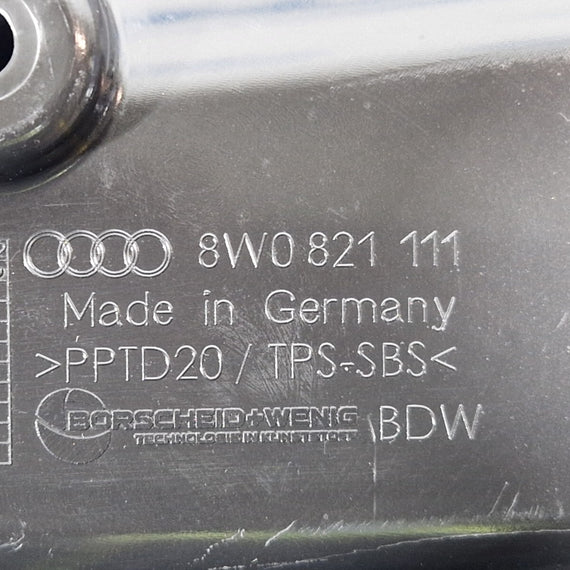 8W0 821 111
Made in Germany
>PPTD20 / TPS-SBS<
BORSCHEID+WENIG
TECHNOLOGIE IN KUNSTSTOFF
BDW